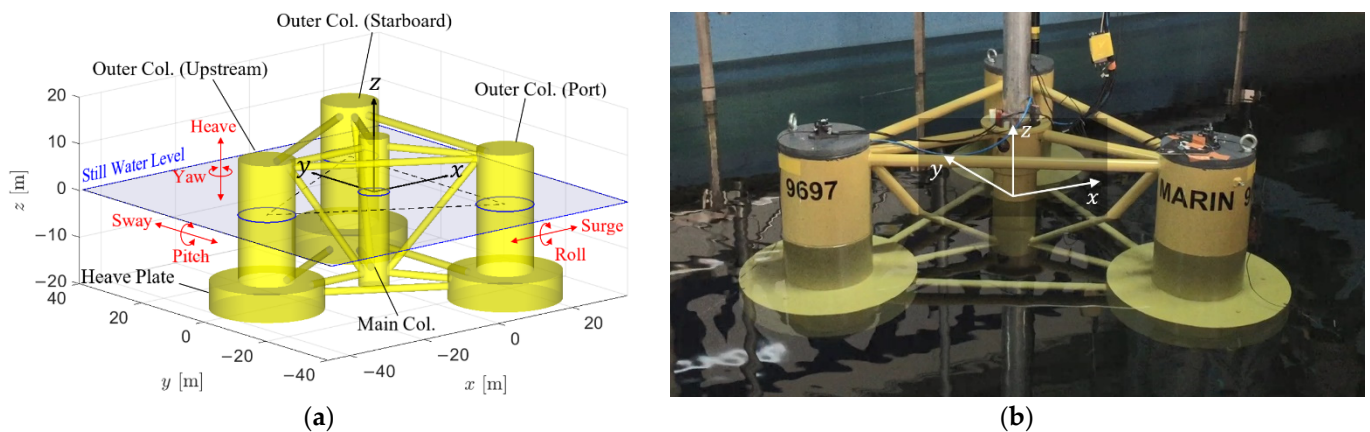 Outer Col. (Starboard)
Outer Col. (Upstream)
Outer Col. (Port)
z
20
10
0
−10
−20
z [m]
Heave
Still Water Level
Yaw
y
x
Sway
Pitch
Surge
Roll
Heave Plate
Main Col.
40
20
0
−20
−40
y [m]
−40
−20
0
20
x [m]
(a)
z
y
x
9697
MARIN 9
(b)